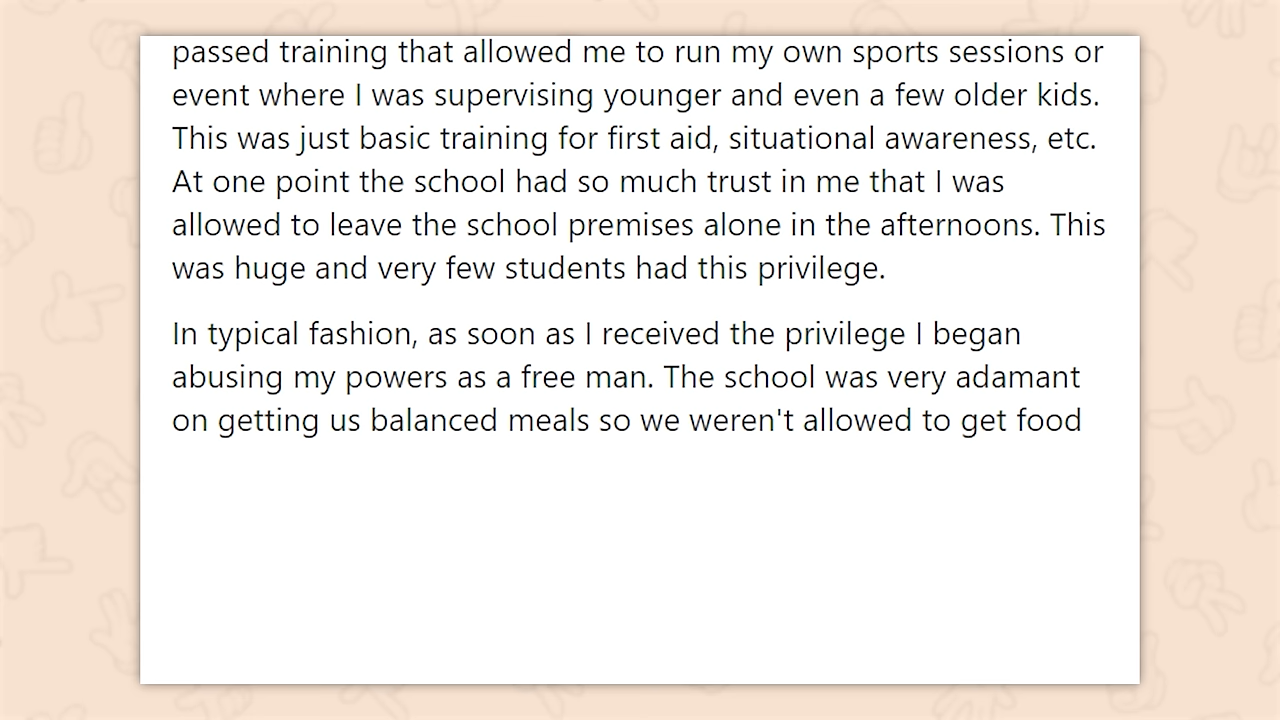 passed training that allowed me to run my own sports sessions or
event where I was supervising younger and even a few older kids.
This was just basic training for first aid, situational awareness, etc.
At one point the school had so much trust in me that I was
allowed to leave the school premises alone in the afternoons. This
was huge and very few students had this privilege.
In typical fashion, as soon as I received the privilege I began
abusing my powers as a free man. The school was very adamant
on getting us balanced meals so we weren't allowed to get food